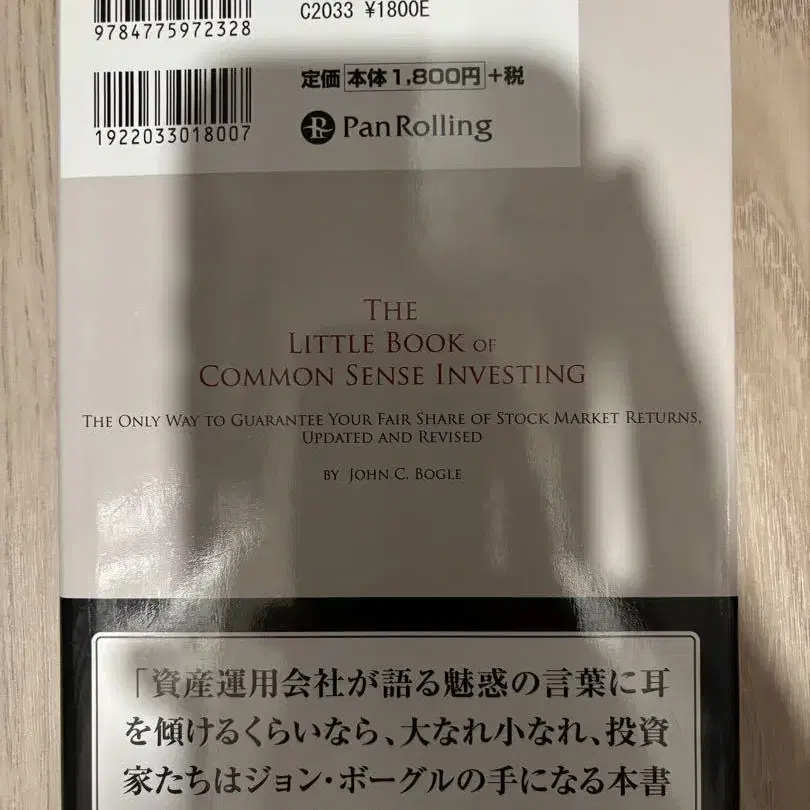 9784775972328
C2033 ¥1800E
1922033018007
定価 本体1,800円 +税
PanRolling
THE
LITTLE BOOK OF
COMMON SENSE INVESTING
THE ONLY WAY TO GUARANTEE YOUR FAIR SHARE OF STOCK MARKET RETURNS,
UPDATED AND REVISED
BY JOHN C. BOGLE
「資産運用会社が語る魅惑の言葉に耳
を傾けるくらいなら、大なれ小なれ、投資
家たちはジョン・ボーグルの手になる本書